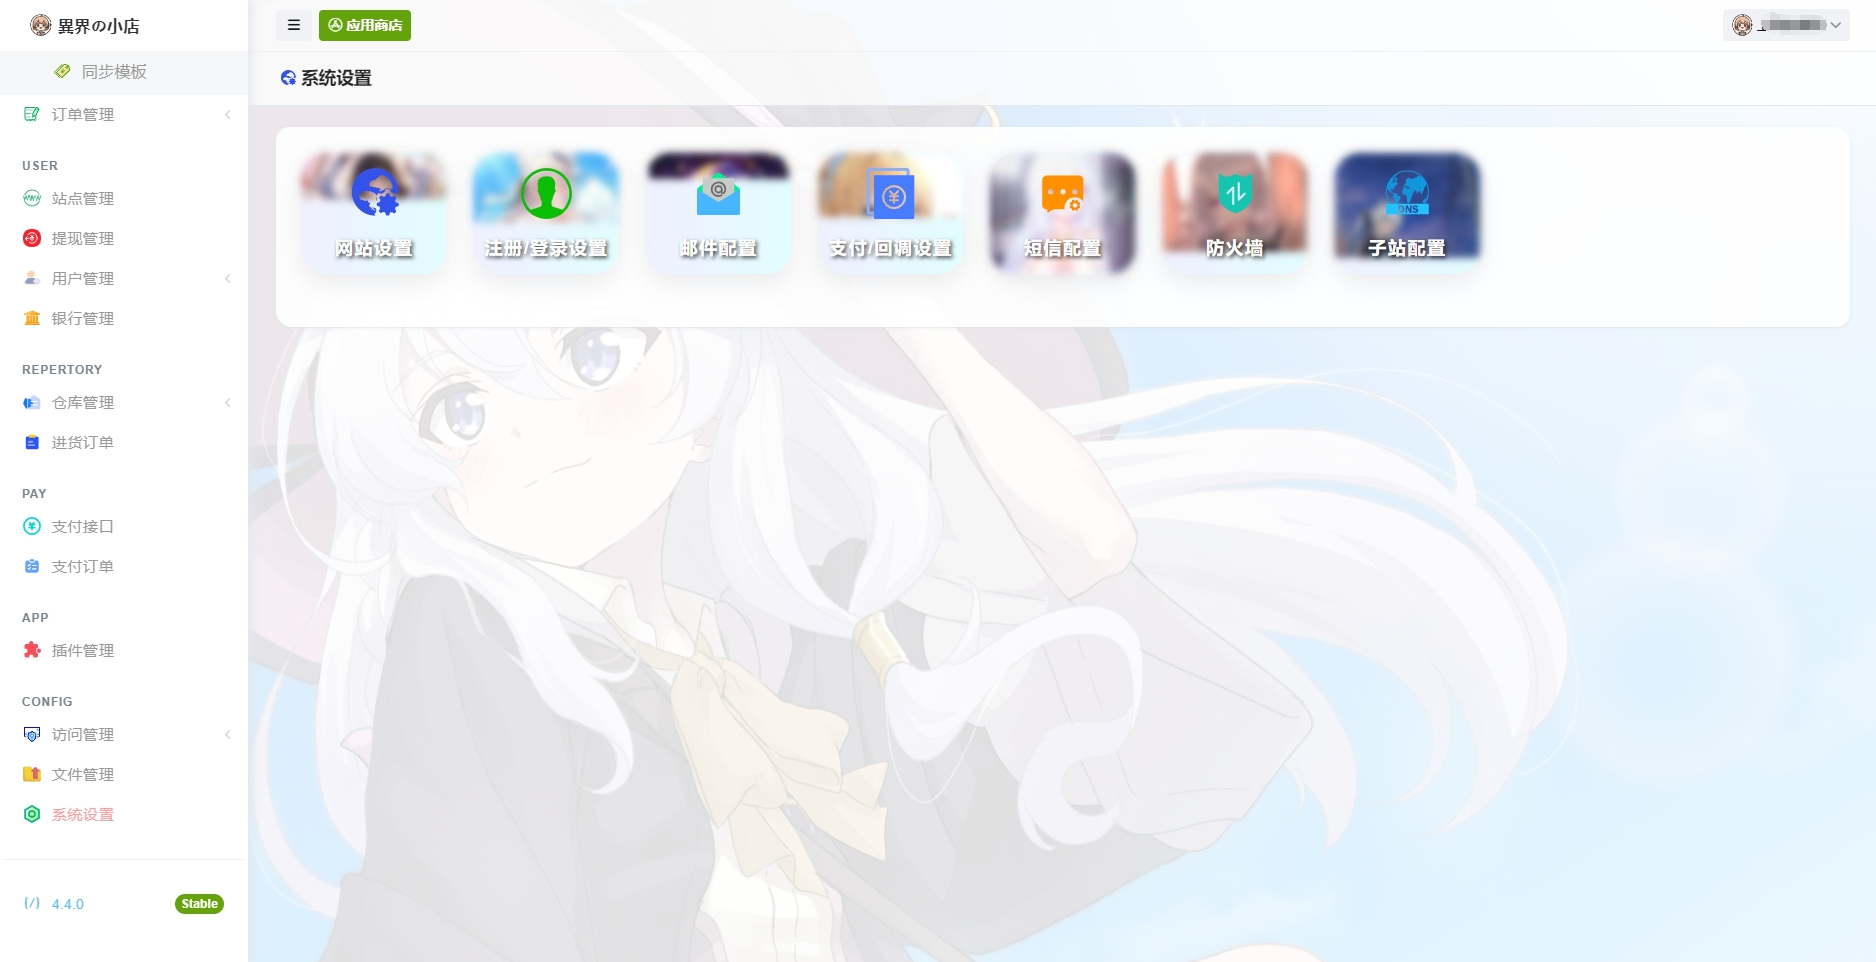 異界の小店
同步模板
订单管理
USER
站点管理
提现管理
用户管理
银行管理
REPERTORY
仓库管理
进货订单
PAY
支付接口
支付订单
APP
插件管理
CONFIG
访问管理
文件管理
系统设置
4.4.0 Stable
应用商店
系统设置
网站设置
注册/登录设置
@
邮件配置
支付/回调设置
短信配置
防火墙
DNS
子站配置